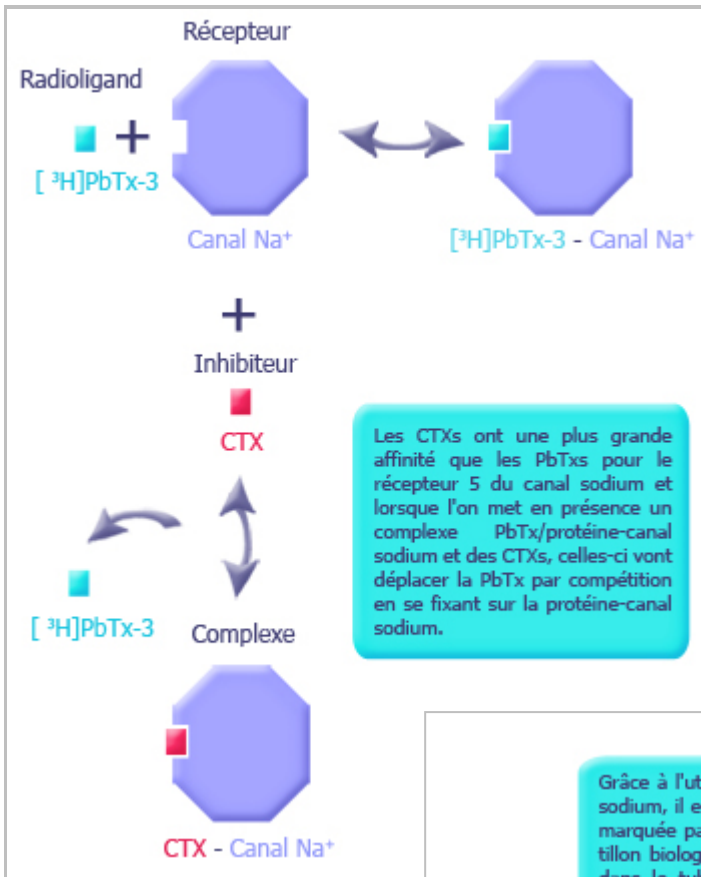 Récepteur
Radioligand
+
[ ³H]PbTx-3
Canal Na⁺
[³H]PbTx-3 - Canal Na⁺
+
Inhibiteur
CTX
Les CTXs ont une plus grande
affinité que les PbTxs pour le
récepteur 5 du canal sodium et
lorsque l'on met en présence un
complexe PbTx/protéine-canal
sodium et des CTXs, celles-ci vont
déplacer la PbTx par compétition
en se fixant sur la protéine-canal
sodium.
[ ³H]PbTx-3
Complexe
CTX - Canal Na⁺
Grâce à l'ut
sodium, il e
marquée pa
tillon biolog